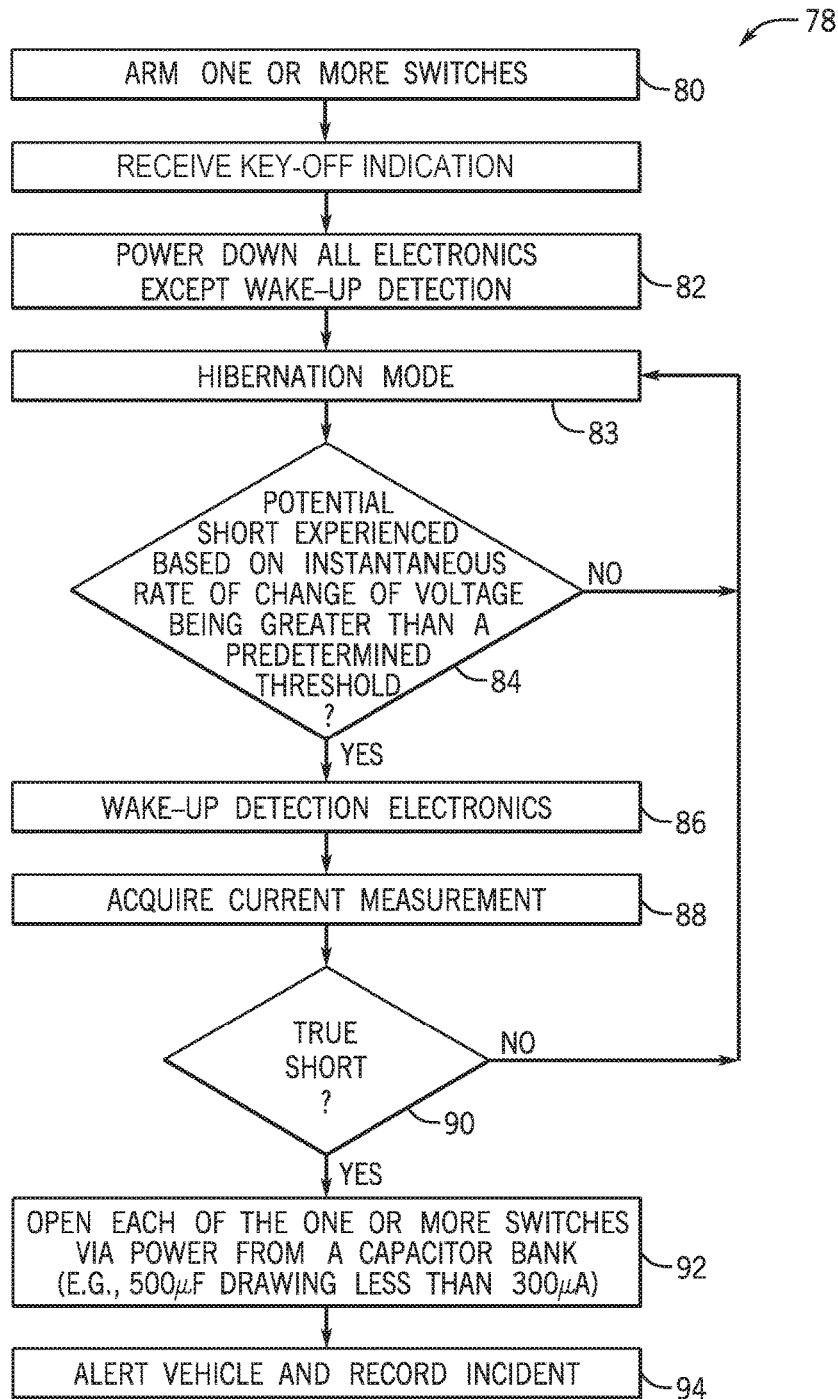 78
ARM ONE OR MORE SWITCHES
80
RECEIVE KEY-OFF INDICATION
POWER DOWN ALL ELECTRONICS
EXCEPT WAKE-UP DETECTION
82
HIBERNATION MODE
83
POTENTIAL
SHORT EXPERIENCED
BASED ON INSTANTANEOUS
RATE OF CHANGE OF VOLTAGE
BEING GREATER THAN A
PREDETERMINED
THRESHOLD
?
NO
84
YES
WAKE-UP DETECTION ELECTRONICS
86
ACQUIRE CURRENT MEASUREMENT
88
TRUE
SHORT
?
NO
90
YES
OPEN EACH OF THE ONE OR MORE SWITCHES
VIA POWER FROM A CAPACITOR BANK
(E.G., 500μF DRAWING LESS THAN 300μA)
92
ALERT VEHICLE AND RECORD INCIDENT
94